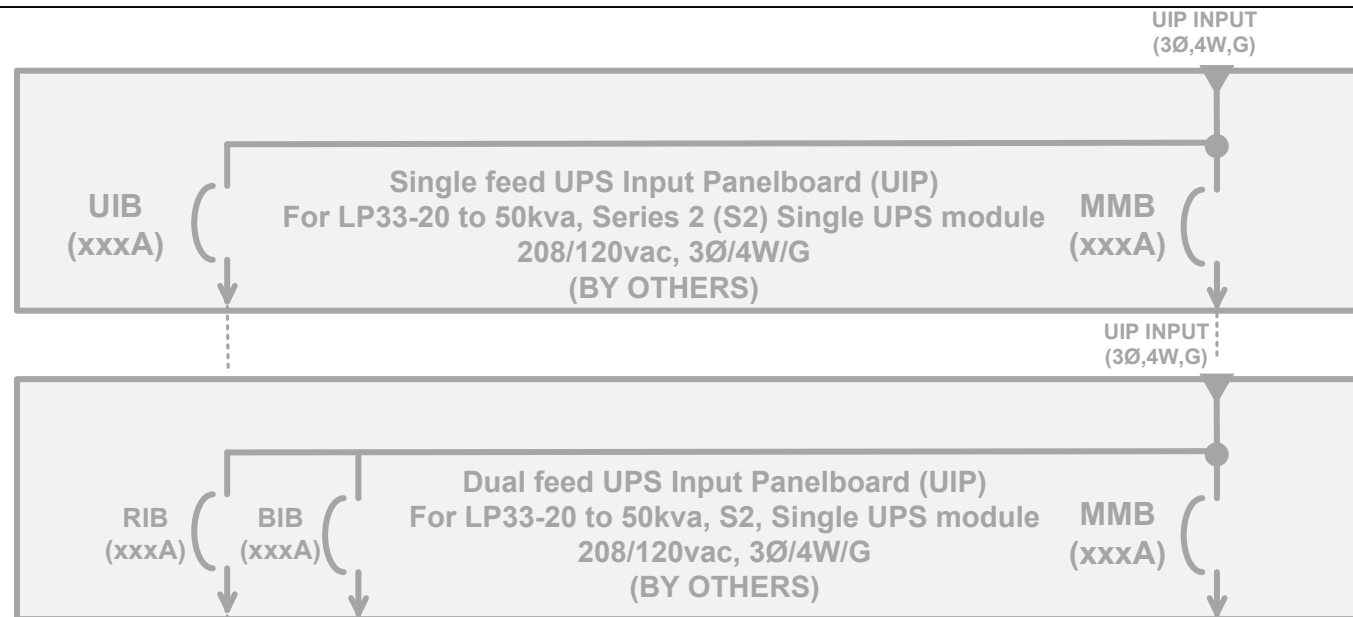 UIP INPUT
(3Ø,4W,G)
Single feed UPS Input Panelboard (UIP)
For LP33-20 to 50kva, Series 2 (S2) Single UPS module
208/120vac, 3Ø/4W/G
(BY OTHERS)
UIB
(xxxA)
MMB
(xxxA)
UIP INPUT
(3Ø,4W,G)
Dual feed UPS Input Panelboard (UIP)
For LP33-20 to 50kva, S2, Single UPS module
208/120vac, 3Ø/4W/G
(BY OTHERS)
RIB
(xxxA)
BIB
(xxxA)
MMB
(xxxA)